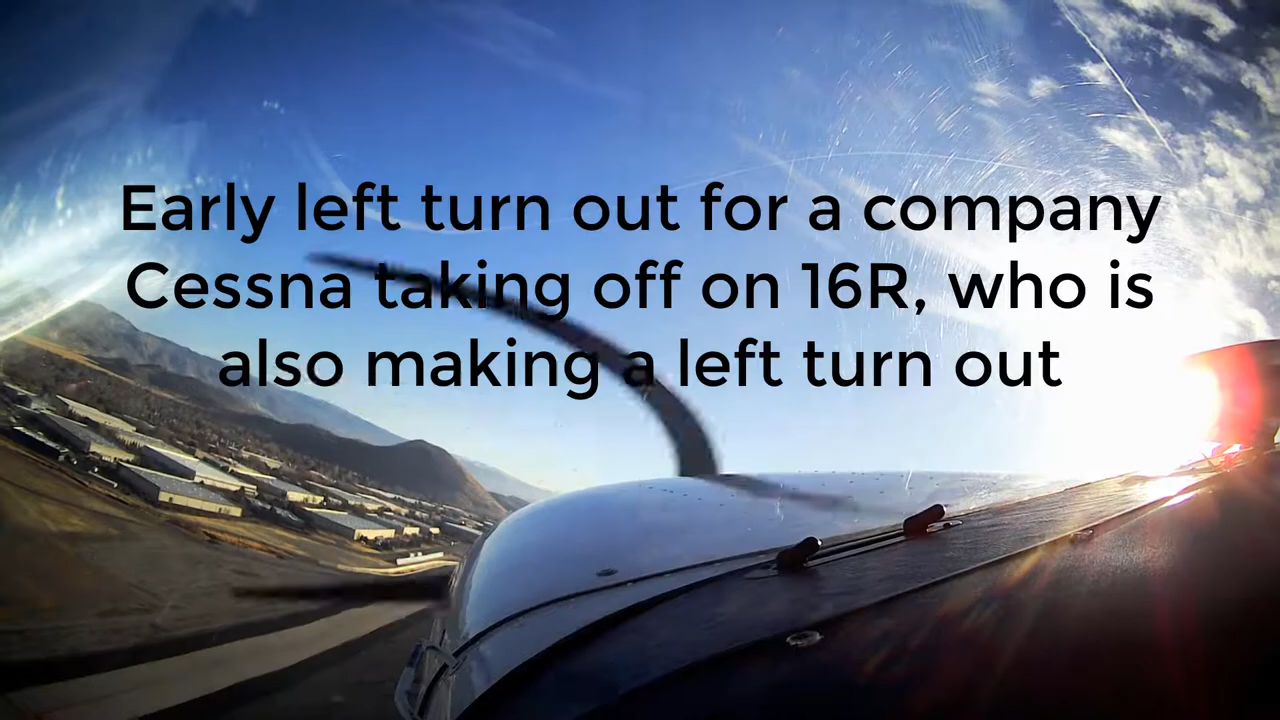 Early left turn out for a company
Cessna taking off on 16R, who is
also making a left turn out